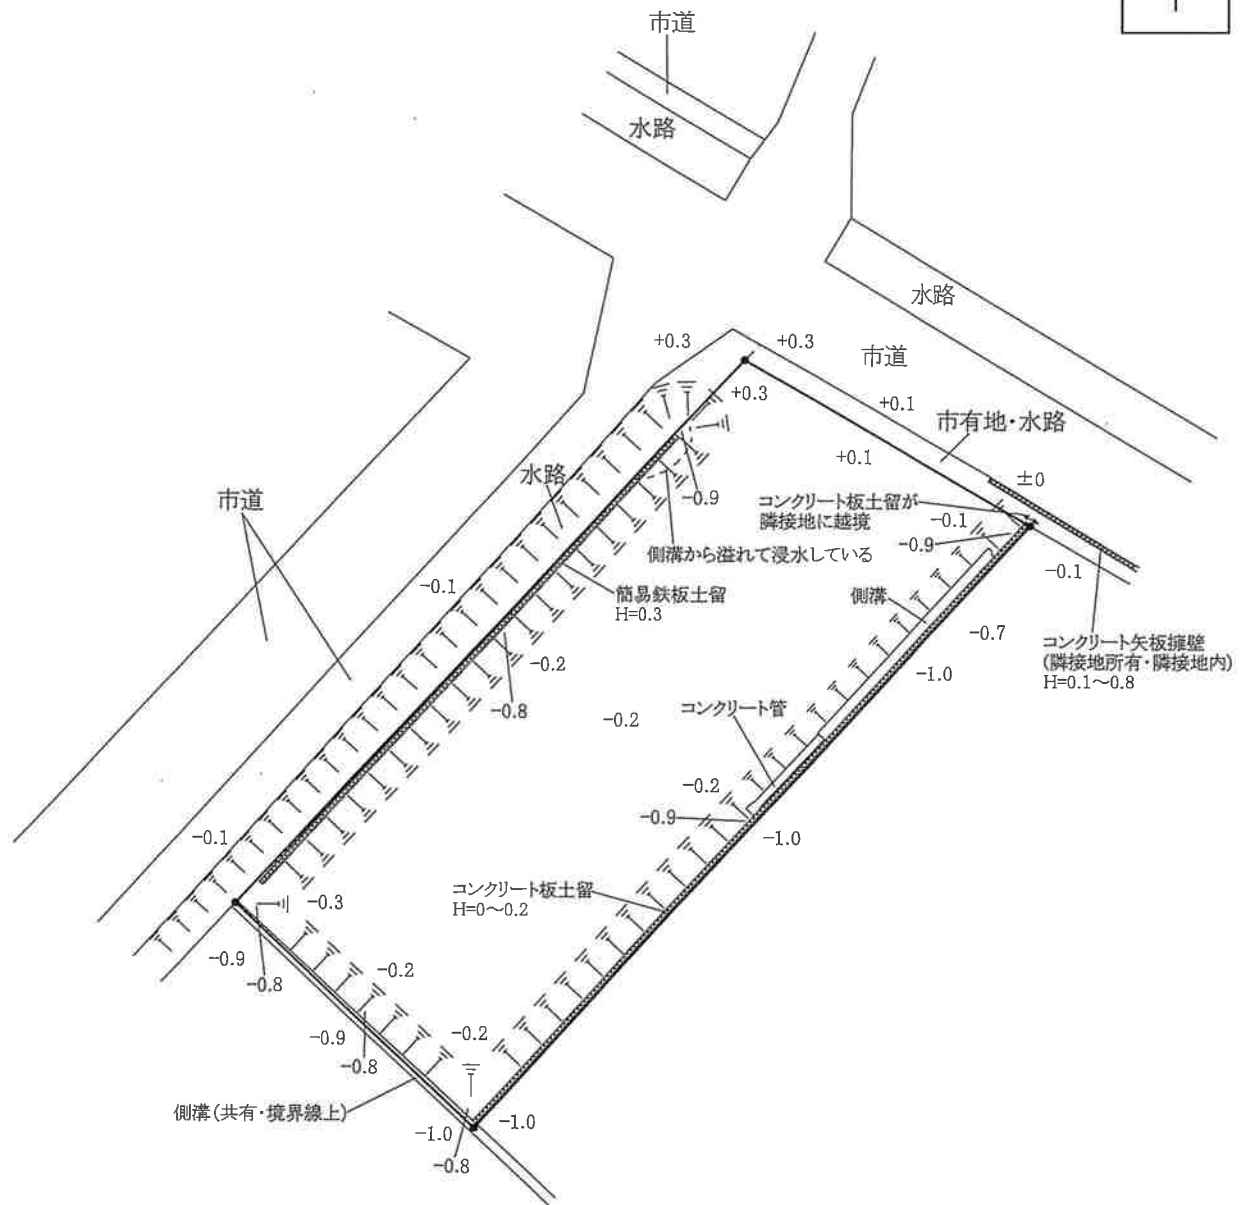 市道
水路
水路
+0.3
+0.3
市道
+0.3
+0.1
市有地・水路
+0.1
水路
±0
市道
-0.9
コンクリート板土留が
隣接地に越境
-0.1
-0.9
側溝から溢れて浸水している
-0.1
-0.1
簡易鉄板土留
H=0.3
側溝
-0.7
コンクリート矢板擁壁
(隣接地所有・隣接地内)
H=0.1～0.8
-0.2
-1.0
-0.8
-0.2
コンクリート管
-0.2
-0.9
-1.0
-0.1
コンクリート板土留
H=0～0.2
-0.3
-0.9
-0.8
-0.2
-0.9
-0.2
-0.8
側溝(共有・境界線上)
-1.0
-1.0
-0.8